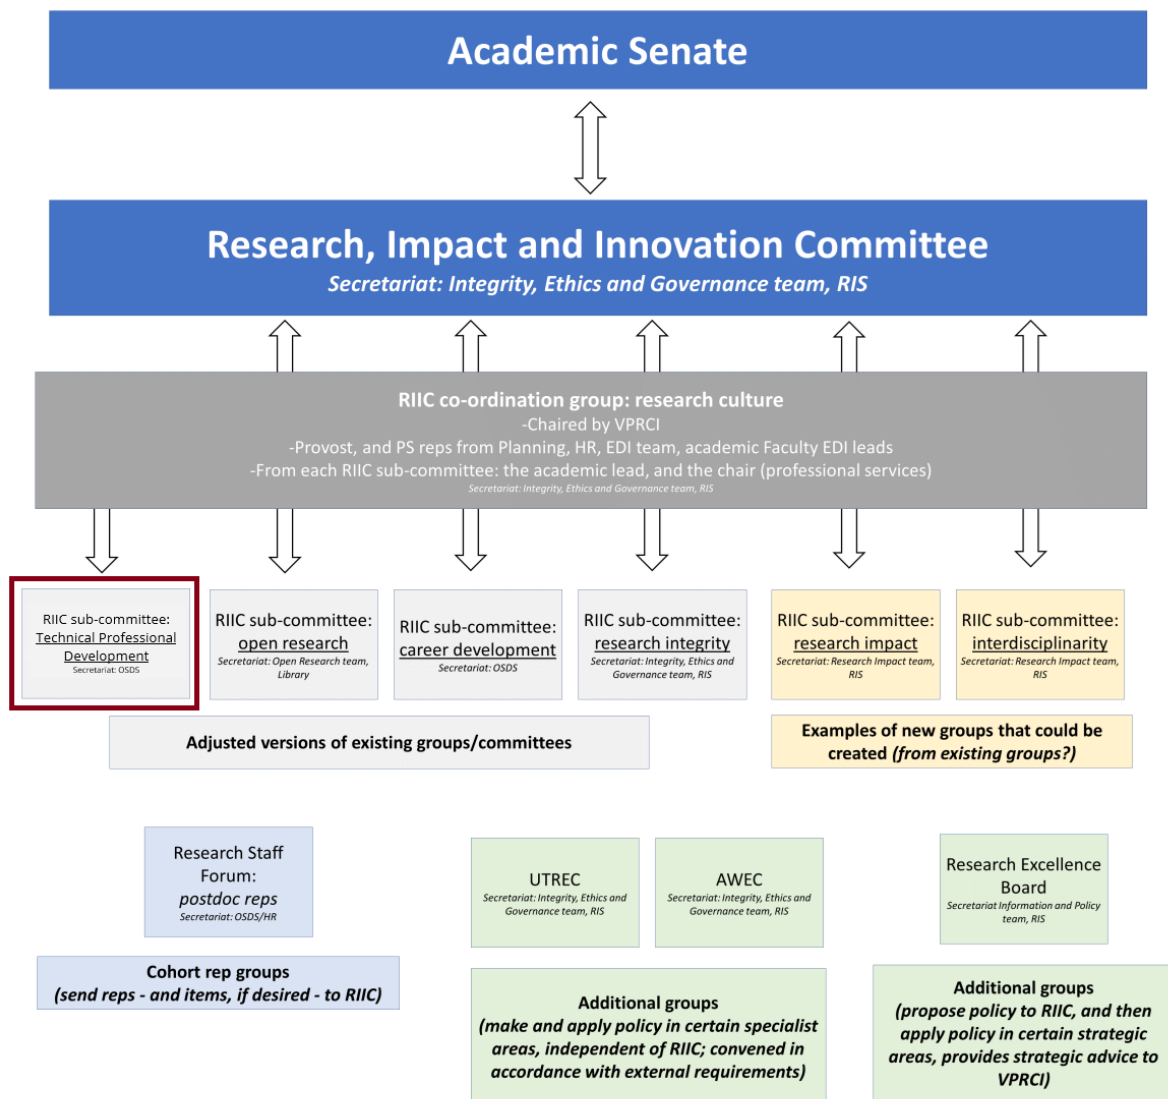 Academic Senate
Research, Impact and Innovation Committee
Secretariat: Integrity, Ethics and Governance team, RIS
RIIC co-ordination group: research culture
-Chaired by VPRCI
-Provost, and PS reps from Planning, HR, EDI team, academic Faculty EDI leads
-From each RIIC sub-committee: the academic lead, and the chair (professional services)
Secretariat: Integrity, Ethics and Governance team, RIS
RIIC sub-committee:
Technical Professional
Development
Secretariat: OSDS
RIIC sub-committee:
open research
Secretariat: Open Research team,
Library
RIIC sub-committee:
career development
Secretariat: OSDS
RIIC sub-committee:
research integrity
Secretariat: Integrity, Ethics and
Governance team, RIS
RIIC sub-committee:
research impact
Secretariat: Research Impact team,
RIS
RIIC sub-committee:
interdisciplinarity
Secretariat: Research Impact team,
RIS
Adjusted versions of existing groups/committees
Examples of new groups that could be
created (from existing groups?)
Research Staff
Forum:
postdoc reps
Secretariat: OSDS/HR
UTREC
Secretariat: Integrity, Ethics and
Governance team, RIS
AWEC
Secretariat: Integrity, Ethics and
Governance team, RIS
Research Excellence
Board
Secretariat Information and Policy
team, RIS
Cohort rep groups
(send reps - and items, if desired - to RIIC)
Additional groups
(make and apply policy in certain specialist
areas, independent of RIIC; convened in
accordance with external requirements)
Additional groups
(propose policy to RIIC, and then
apply policy in certain strategic
areas, provides strategic advice to
VPRCI)